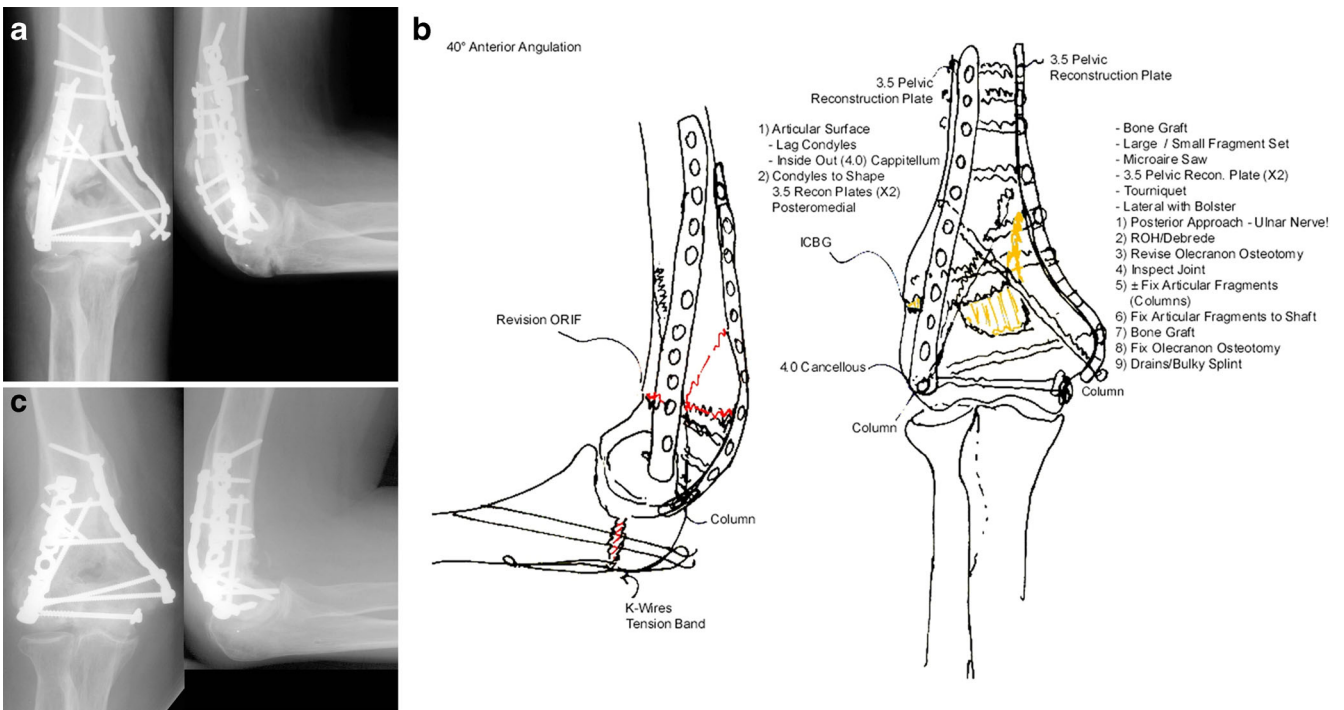 a
b
40° Anterior Angulation
Revision ORIF
Column
K-Wires
Tension Band
3.5 Pelvic
Reconstruction Plate
3.5 Pelvic
Reconstruction Plate
1) Articular Surface
- Lag Condyles
- Inside Out (4.0) Cappitellum
2) Condyles to Shape
3.5 Recon Plates (X2)
Posteromedial
ICBG
4.0 Cancellous
Column
Column
- Bone Graft
- Large / Small Fragment Set
- Microaire Saw
- 3.5 Pelvic Recon. Plate (X2)
- Tourniquet
- Lateral with Bolster
1) Posterior Approach - Ulnar Nerve!
2) ROH/Debrede
3) Revise Olecranon Osteotomy
4) Inspect Joint
5) ± Fix Articular Fragments
(Columns)
6) Fix Articular Fragments to Shaft
7) Bone Graft
8) Fix Olecranon Osteotomy
9) Drains/Bulky Splint
c